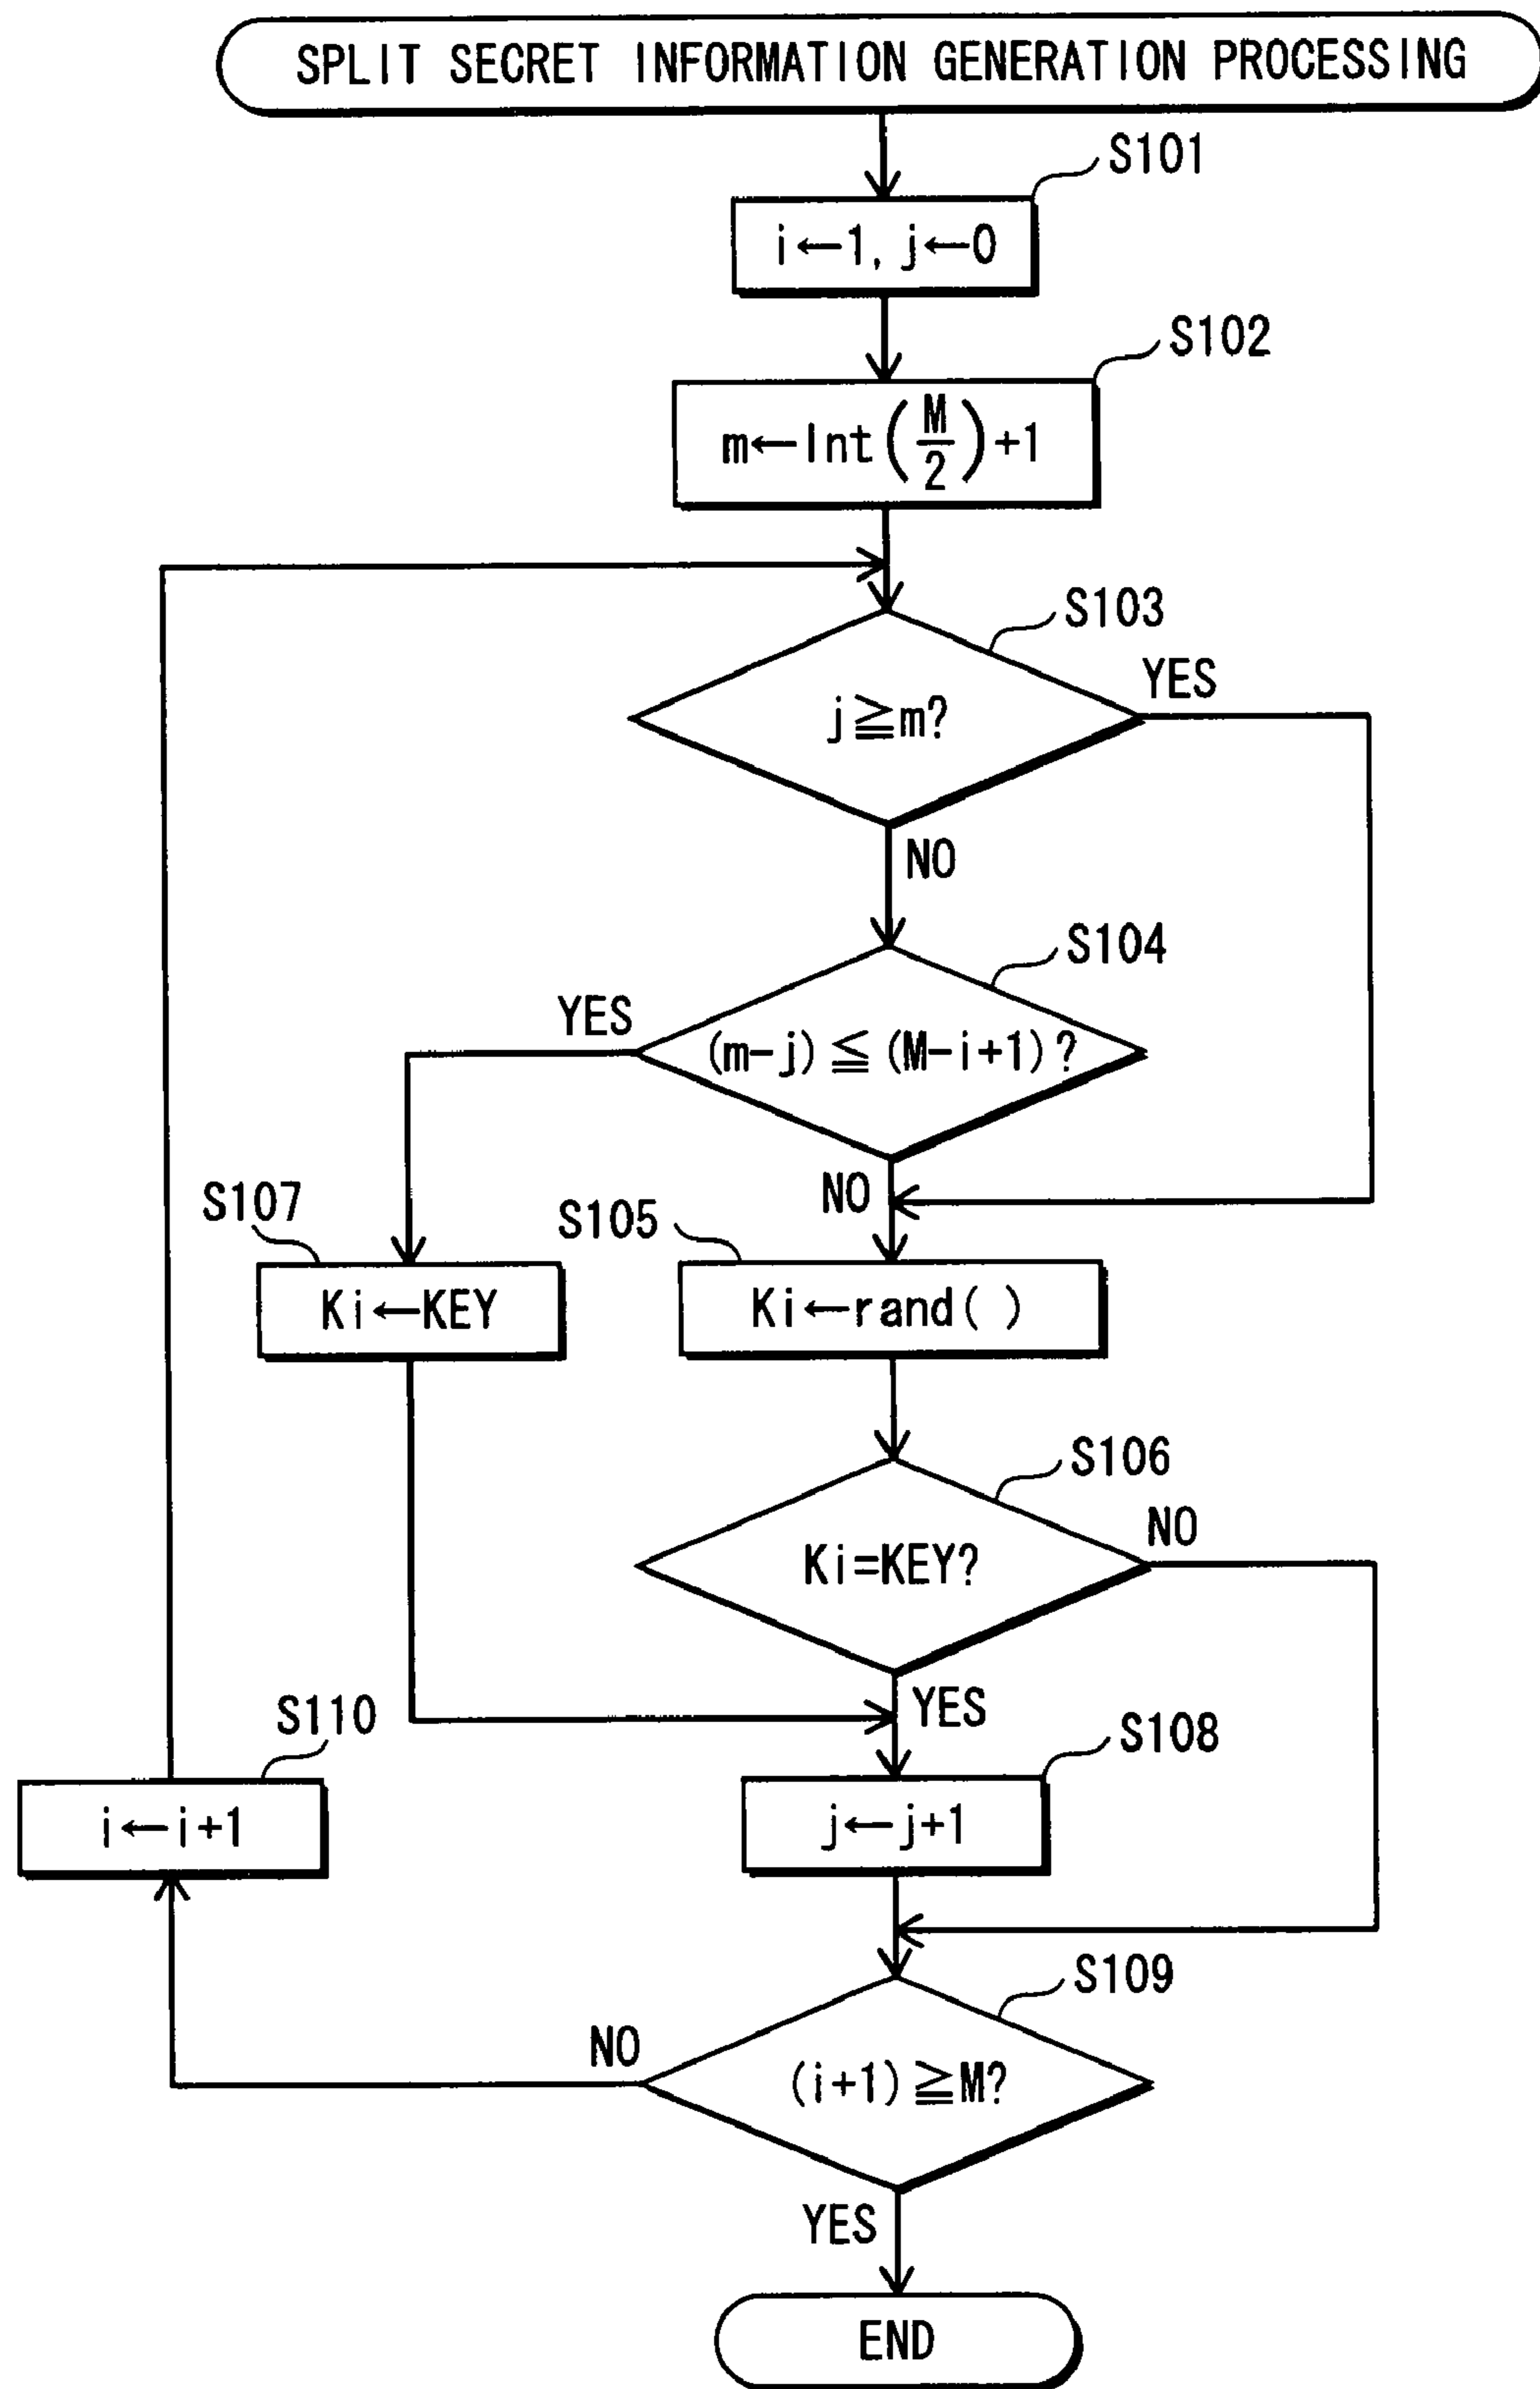 SPLIT SECRET INFORMATION GENERATION PROCESSING
S101
i←1, j←0
S102
m←Int(M/2)+1
S103
YES
j≧m?
NO
S104
YES
(m-j)≦(M-i+1)?
NO
S107
S105
Ki←KEY
Ki←rand( )
S106
NO
Ki=KEY?
YES
S110
S108
i←i+1
j←j+1
S109
NO
(i+1)≧M?
YES
END